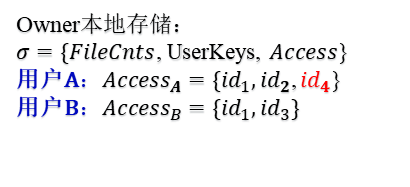 Owner本地存储：
σ = {FileCnts, UserKeys, Access}
用户A：Access_A = {id_1, id_2, id_4}
用户B：Access_B = {id_1, id_3}